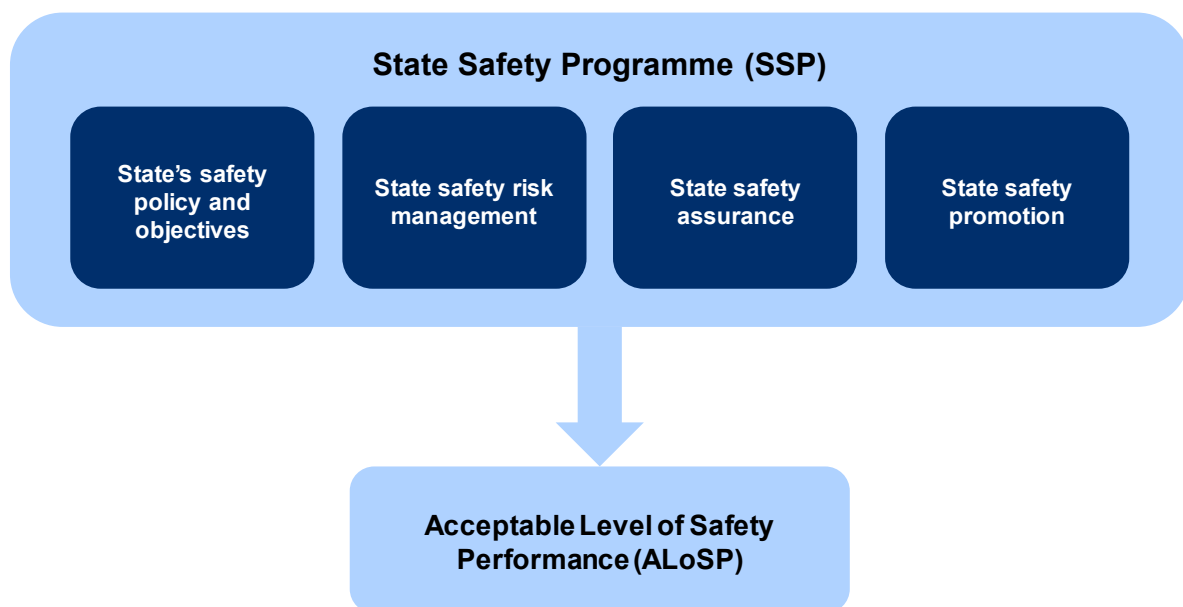 State Safety Programme (SSP)
State’s safety
policy and
objectives
State safety risk
management
State safety
assurance
State safety
promotion
Acceptable Level of Safety
Performance (ALoSP)